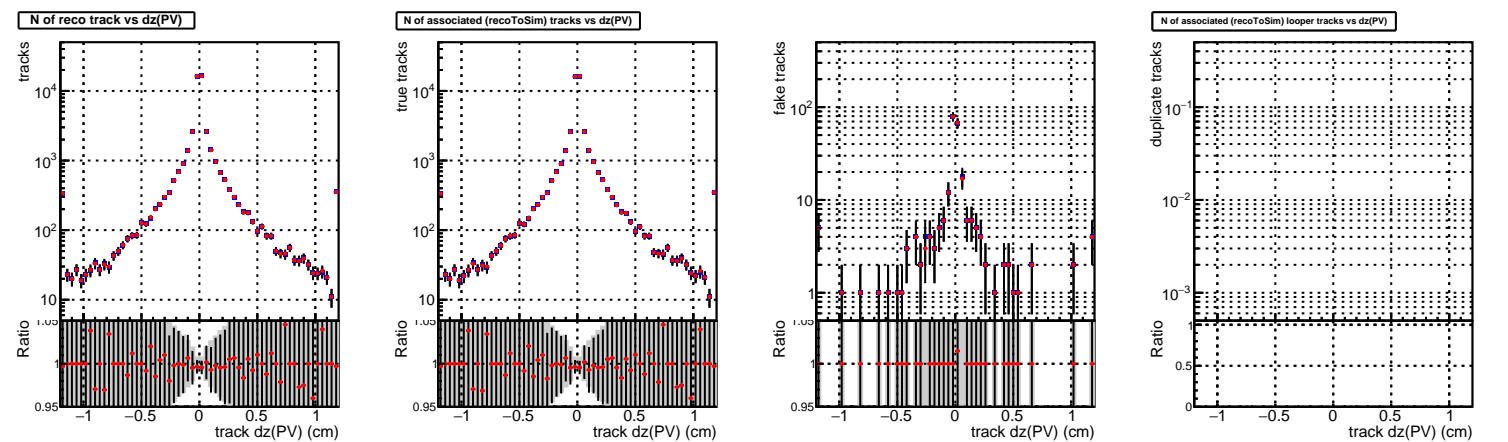 N of reco track vs dz(PV)
tracks
10^4
10^3
10^2
10
Ratio
1.05
1
0.95
−1 −0.5 0 0.5 1
track dz(PV) (cm)
N of associated (recoToSim) tracks vs dz(PV)
true tracks
10^4
10^3
10^2
10
Ratio
1.05
1
0.95
−1 −0.5 0 0.5 1
track dz(PV) (cm)
fake tracks
10^2
10
1
Ratio
1.05
1
0.95
−1 −0.5 0 0.5 1
track dz(PV) (cm)
N of associated (recoToSim) looper tracks vs dz(PV)
duplicate tracks
10^−1
10^−2
10^−3
Ratio
1
0.5
0
−1 −0.5 0 0.5 1
track dz(PV) (cm)